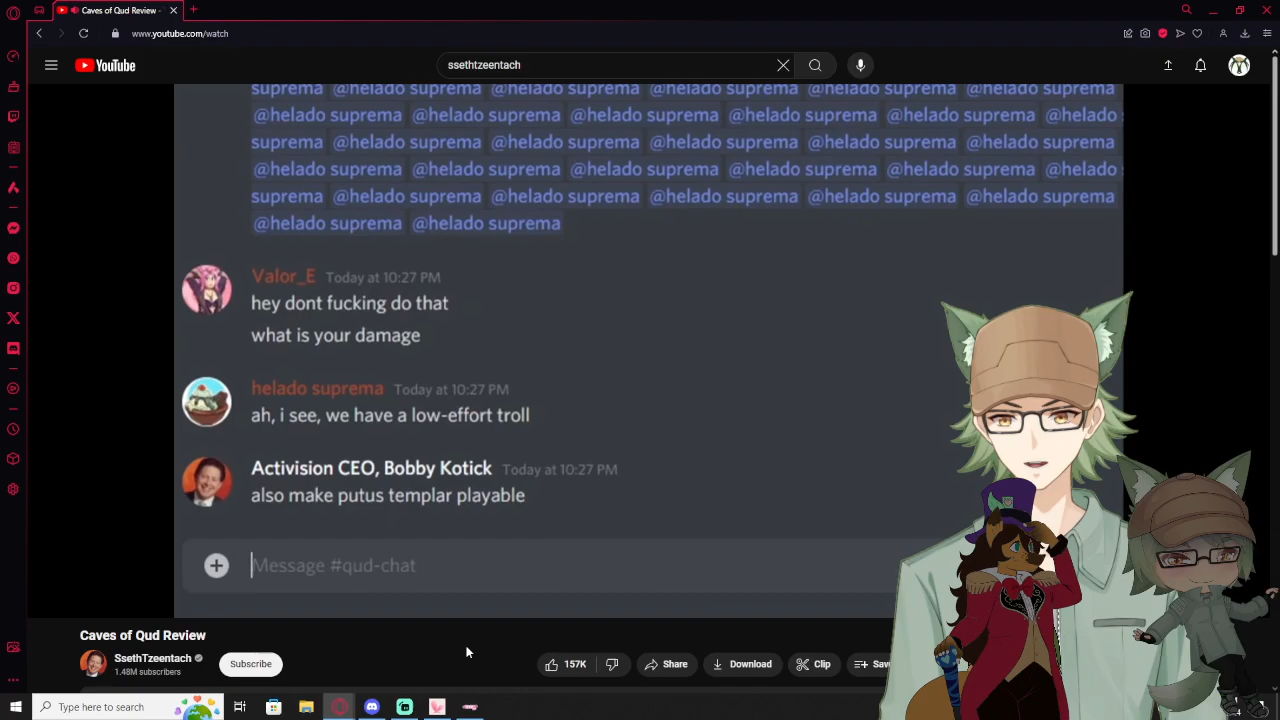 Caves of Qud Review -
www.youtube.com/watch
YouTube
ssethtzeentach
suprema @helado suprema @helado suprema @helado suprema @helado suprema @helado suprema
@helado suprema @helado suprema @helado suprema @helado suprema @helado suprema @helado
suprema @helado suprema @helado suprema @helado suprema @helado suprema @helado suprema
@helado suprema @helado suprema @helado suprema @helado suprema @helado suprema @helado
suprema @helado suprema @helado suprema @helado suprema @helado suprema @helado suprema
@helado suprema @helado suprema
Valor_E Today at 10:27 PM
hey dont fucking do that
what is your damage
helado suprema Today at 10:27 PM
ah, i see, we have a low-effort troll
Activision CEO, Bobby Kotick Today at 10:27 PM
also make putus templar playable
Message #qud-chat
Caves of Qud Review
SsethTzeentach
1.48M subscribers
Subscribe
157K
Share
Download
Clip
Type here to search